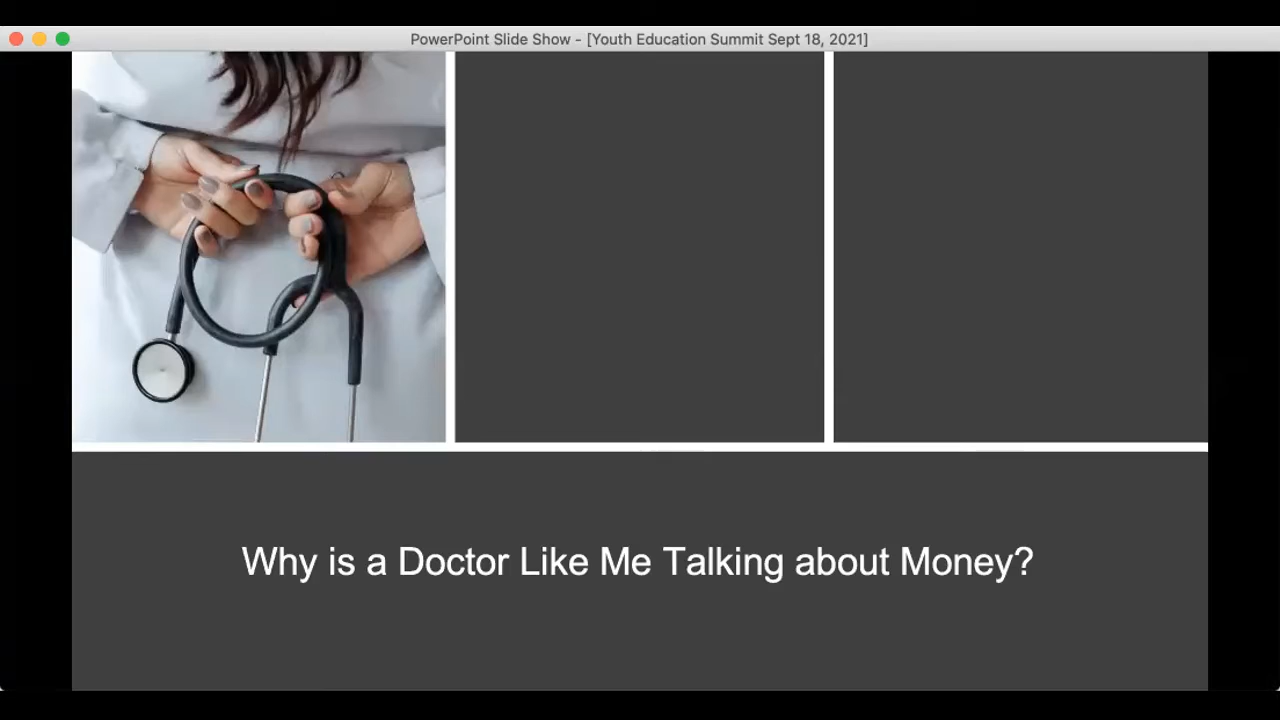 PowerPoint Slide Show - [Youth Education Summit Sept 18, 2021]
Why is a Doctor Like Me Talking about Money?